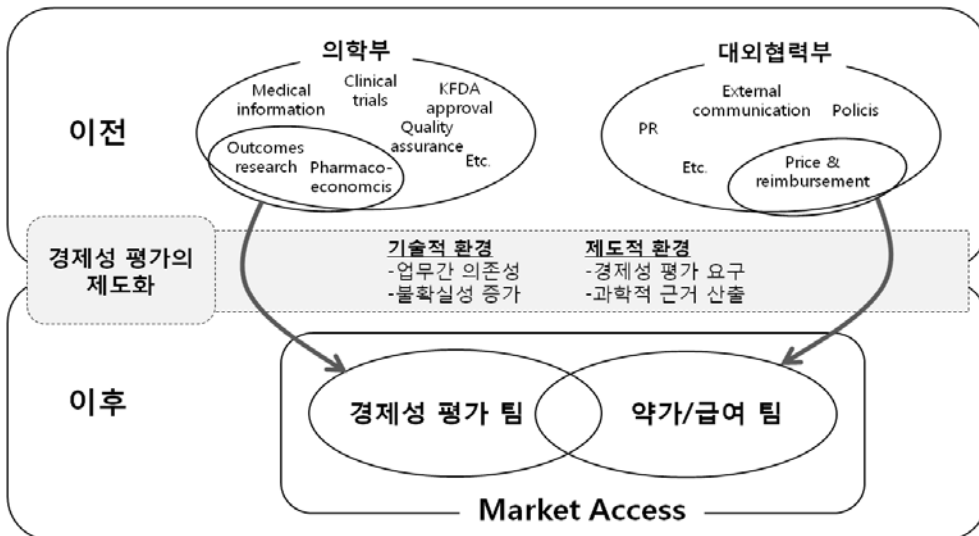 의학부
Medical
information
Clinical
trials
KFDA
approval
Quality
assurance
Etc.
Outcomes
research
Pharmaco-
economcis
대외협력부
External
communication
Policis
PR
Etc.
Price &
reimbursement
이전
경제성 평가의
제도화
기술적 환경
-업무간 의존성
-불확실성 증가
제도적 환경
-경제성 평가 요구
-과학적 근거 산출
이후
경제성 평가 팀
약가/급여 팀
Market Access